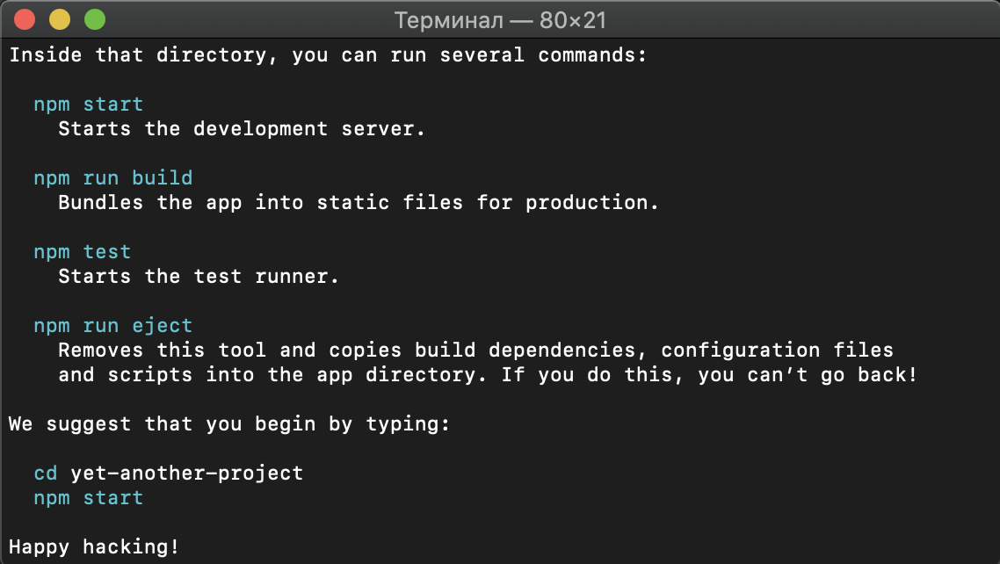 Терминал — 80×21
Inside that directory, you can run several commands:
npm start
Starts the development server.
npm run build
Bundles the app into static files for production.
npm test
Starts the test runner.
npm run eject
Removes this tool and copies build dependencies, configuration files
and scripts into the app directory. If you do this, you can’t go back!
We suggest that you begin by typing:
cd yet-another-project
npm start
Happy hacking!